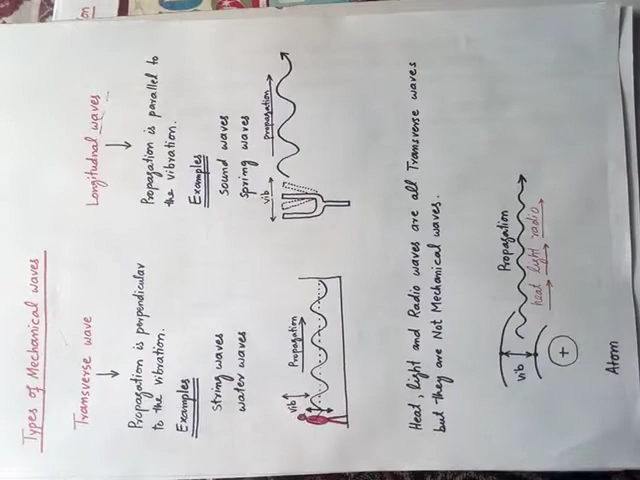 Types of Mechanical waves
Transverse wave
Propagation is perpendicular
to the vibration.
Examples
String waves
water waves
vib
Propagation
Longitudnal waves
Propagation is parallel to
the vibration.
Examples
sound waves
spring waves
vib
Propagation
Heat, light and Radio waves are all Transverse waves
but they are Not Mechanical waves.
vib
Propagation
heat light radio
+
Atom